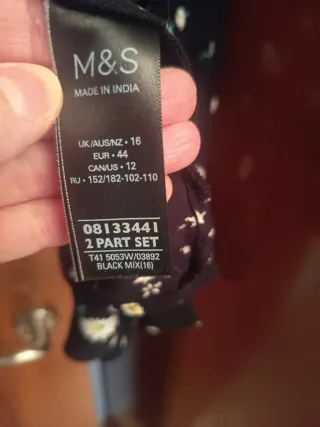 M&S
MADE IN INDIA
UK/AUS/NZ • 16
EUR • 44
CAN/US • 12
RU • 152/182-102-110
08133441
2 PART SET
T41 5053W/03892
BLACK MIX(16)